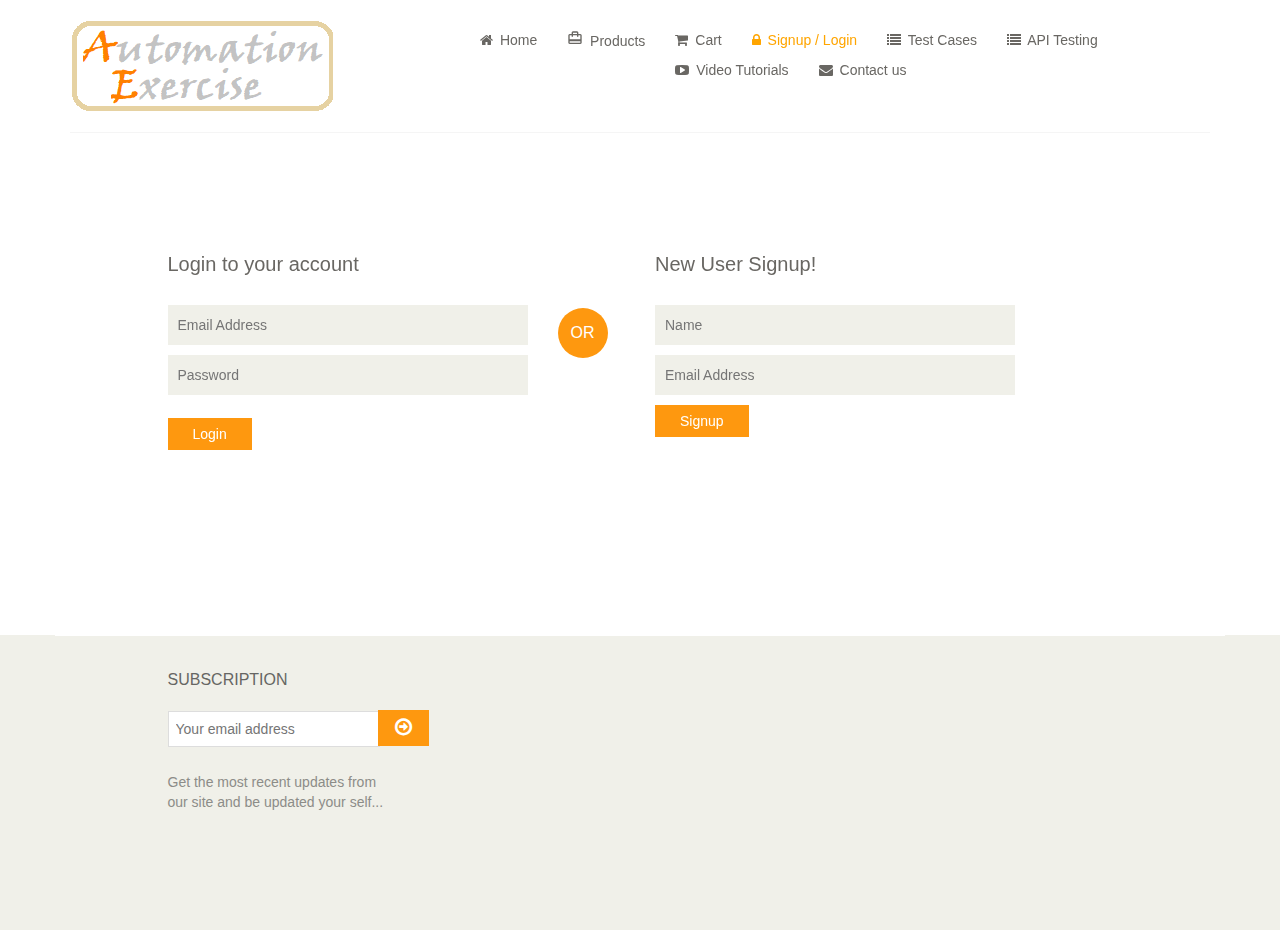 Automation
Exercise
Home
Products
Cart
Signup / Login
Test Cases
API Testing
Video Tutorials
Contact us
Login to your account
Email Address
Password
Login
OR
New User Signup!
Name
Email Address
Signup
SUBSCRIPTION
Your email address
Get the most recent updates from
our site and be updated your self...